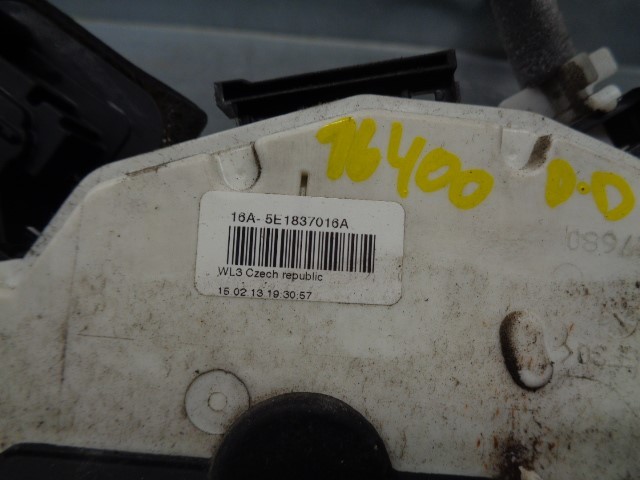 16400 D.D
16A- 5E1837016A
WL3 Czech republic
15 02 13 19:30:57